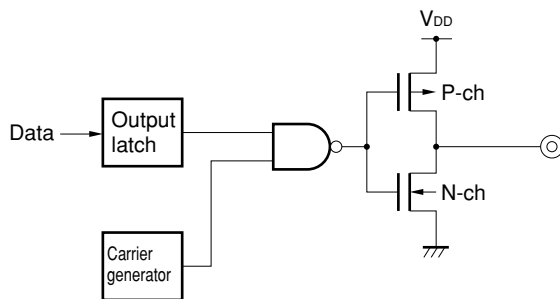 VDD
P-ch
Data
Output
latch
N-ch
Carrier
generator